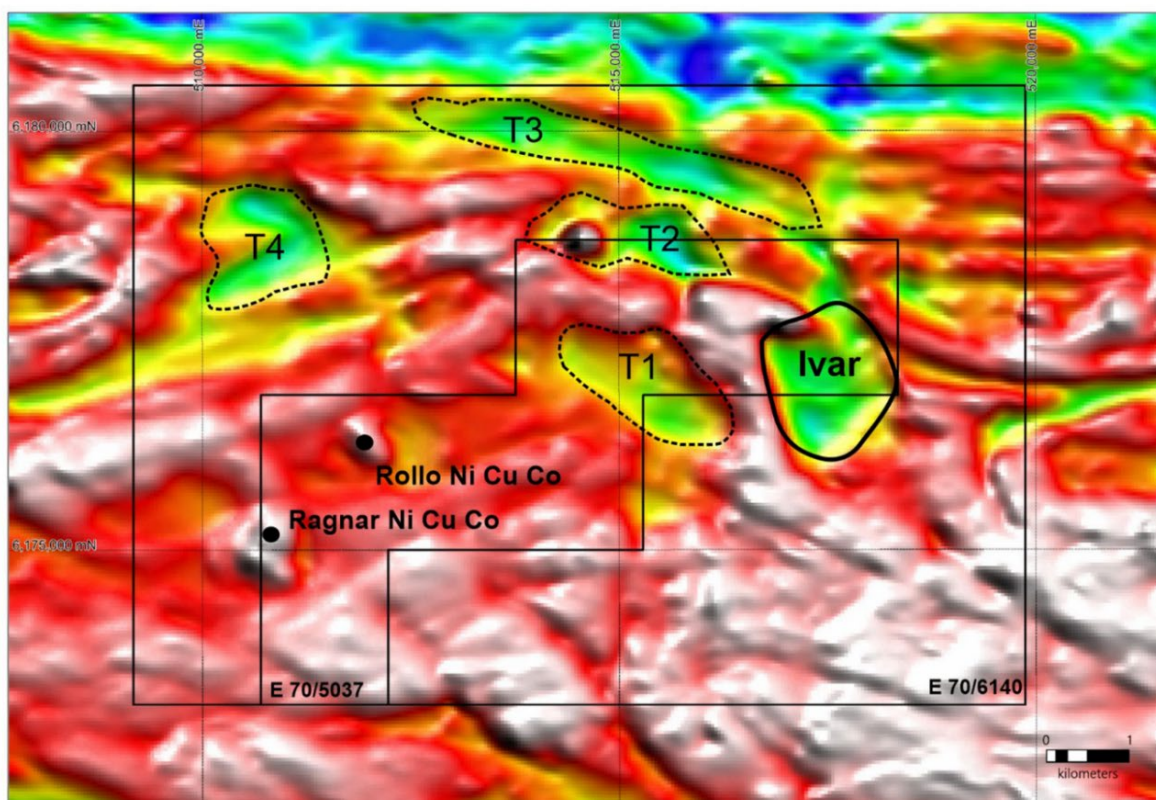 510,000 mE
515,000 mE
520,000 mE
6,180,000 mN
T3
T4
T2
T1
Ivar
Rollo Ni Cu Co
Ragnar Ni Cu Co
6,175,000 mN
E 70/5037
E 70/6140
0 1
kilometers